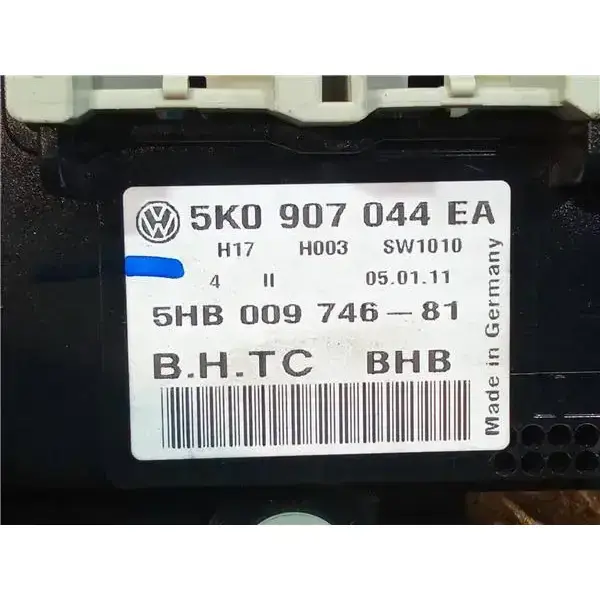 VW 5K0 907 044 EA
H17 H003 SW1010
4 II 05.01.11
5HB 009 746-81
B.H.TC BHB
Made in Germany